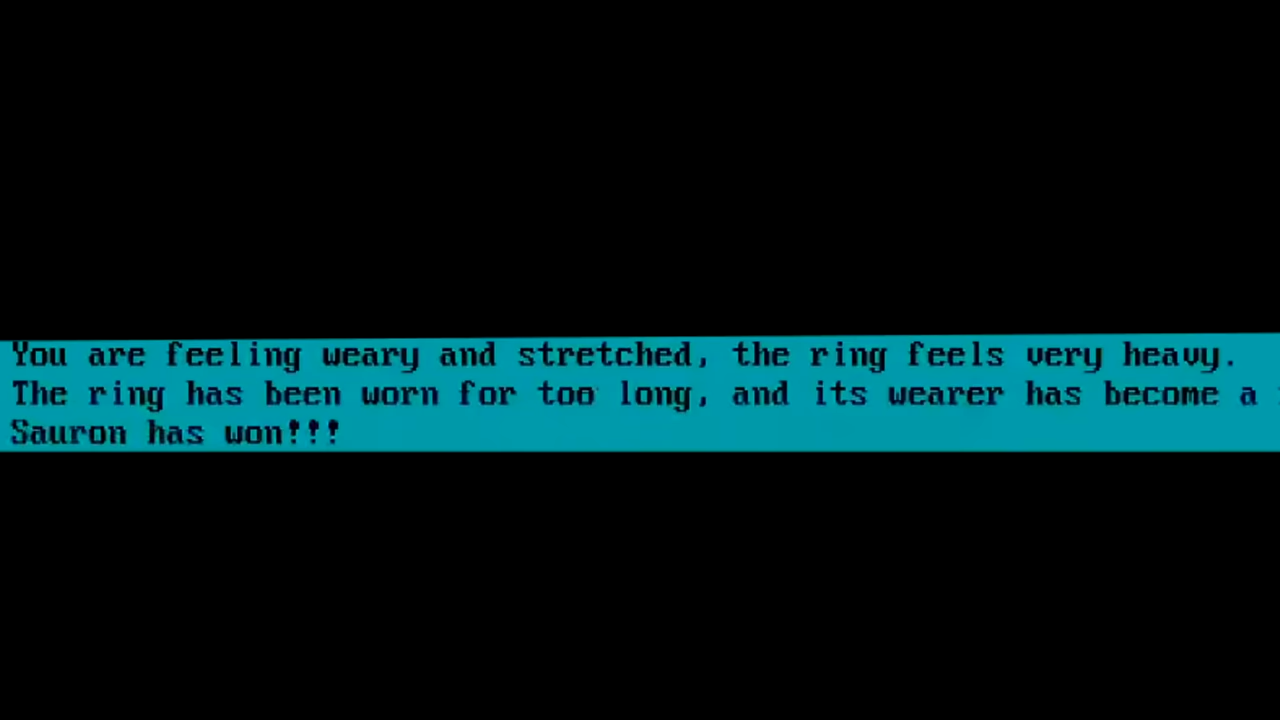 You are feeling weary and stretched, the ring feels very heavy.
The ring has been worn for too long, and its wearer has become a
Sauron has won!!!